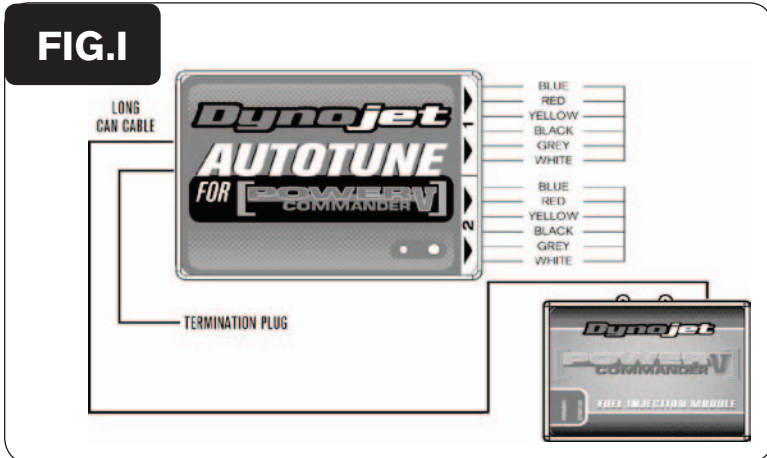 FIG.I
LONG
CAN CABLE
Dynojet
AUTOTUNE
FOR [POWER V]
COMMANDER
1
2
BLUE
RED
YELLOW
BLACK
GREY
WHITE
BLUE
RED
YELLOW
BLACK
GREY
WHITE
TERMINATION PLUG
Dynojet
[POWER V]
COMMANDER
FUEL INJECTION MODULE